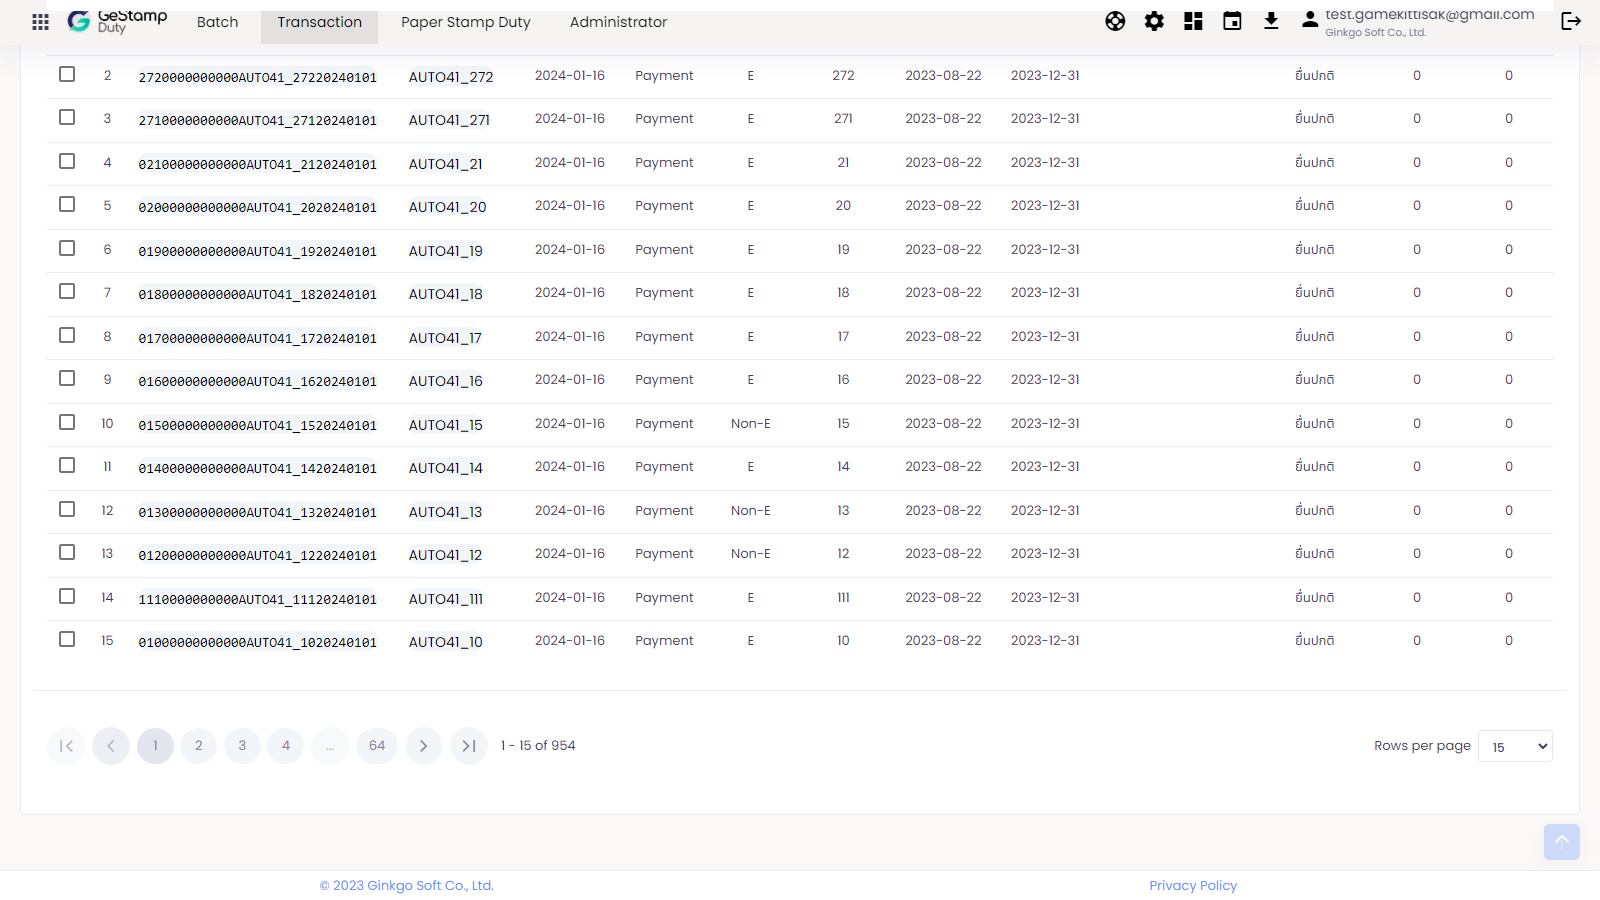 GeStamp
Duty
Batch Transaction Paper Stamp Duty Administrator
test.gamekittisak@gmail.com
Ginkgo Soft Co., Ltd.
2 2720000000000AUTO41_27220240101 AUTO41_272 2024-01-16 Payment E 272 2023-08-22 2023-12-31 ยื่นปกติ 0 0
3 2710000000000AUTO41_27120240101 AUTO41_271 2024-01-16 Payment E 271 2023-08-22 2023-12-31 ยื่นปกติ 0 0
4 02100000000000AUTO41_2120240101 AUTO41_21 2024-01-16 Payment E 21 2023-08-22 2023-12-31 ยื่นปกติ 0 0
5 02000000000000AUTO41_2020240101 AUTO41_20 2024-01-16 Payment E 20 2023-08-22 2023-12-31 ยื่นปกติ 0 0
6 01900000000000AUTO41_1920240101 AUTO41_19 2024-01-16 Payment E 19 2023-08-22 2023-12-31 ยื่นปกติ 0 0
7 01800000000000AUTO41_1820240101 AUTO41_18 2024-01-16 Payment E 18 2023-08-22 2023-12-31 ยื่นปกติ 0 0
8 01700000000000AUTO41_1720240101 AUTO41_17 2024-01-16 Payment E 17 2023-08-22 2023-12-31 ยื่นปกติ 0 0
9 01600000000000AUTO41_1620240101 AUTO41_16 2024-01-16 Payment E 16 2023-08-22 2023-12-31 ยื่นปกติ 0 0
10 01500000000000AUTO41_1520240101 AUTO41_15 2024-01-16 Payment Non-E 15 2023-08-22 2023-12-31 ยื่นปกติ 0 0
11 01400000000000AUTO41_1420240101 AUTO41_14 2024-01-16 Payment E 14 2023-08-22 2023-12-31 ยื่นปกติ 0 0
12 01300000000000AUTO41_1320240101 AUTO41_13 2024-01-16 Payment Non-E 13 2023-08-22 2023-12-31 ยื่นปกติ 0 0
13 01200000000000AUTO41_1220240101 AUTO41_12 2024-01-16 Payment Non-E 12 2023-08-22 2023-12-31 ยื่นปกติ 0 0
14 1110000000000AUTO41_11120240101 AUTO41_111 2024-01-16 Payment E 111 2023-08-22 2023-12-31 ยื่นปกติ 0 0
15 01000000000000AUTO41_1020240101 AUTO41_10 2024-01-16 Payment E 10 2023-08-22 2023-12-31 ยื่นปกติ 0 0
1 2 3 4 ... 64 1 - 15 of 954 Rows per page 15
© 2023 Ginkgo Soft Co., Ltd. Privacy Policy